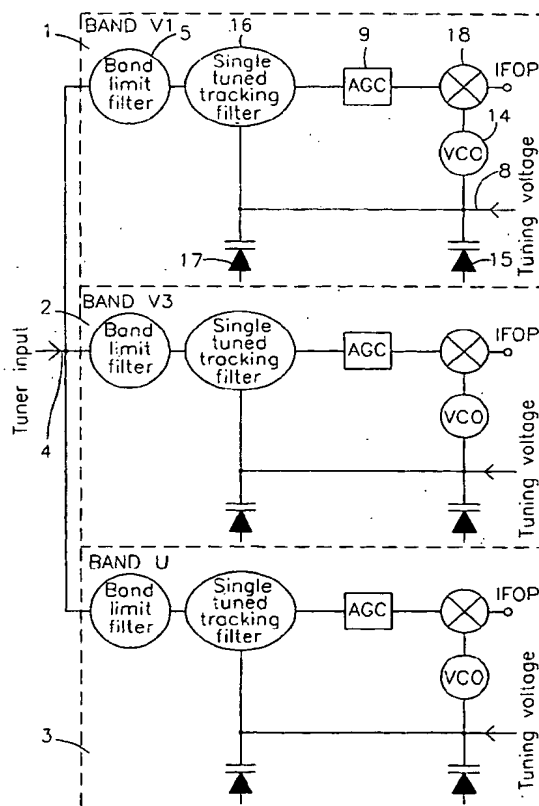 BAND V1
1
5
16
9
18
Band
limit
filter
Single
tuned
tracking
filter
AGC
IFOP
14
VCO
8
Tuning voltage
17
15
BAND V3
2
Band
limit
filter
Single
tuned
tracking
filter
AGC
IFOP
VCO
Tuner input
4
Tuning voltage
BAND U
Band
limit
filter
Single
tuned
tracking
filter
AGC
IFOP
VCO
3
Tuning voltage